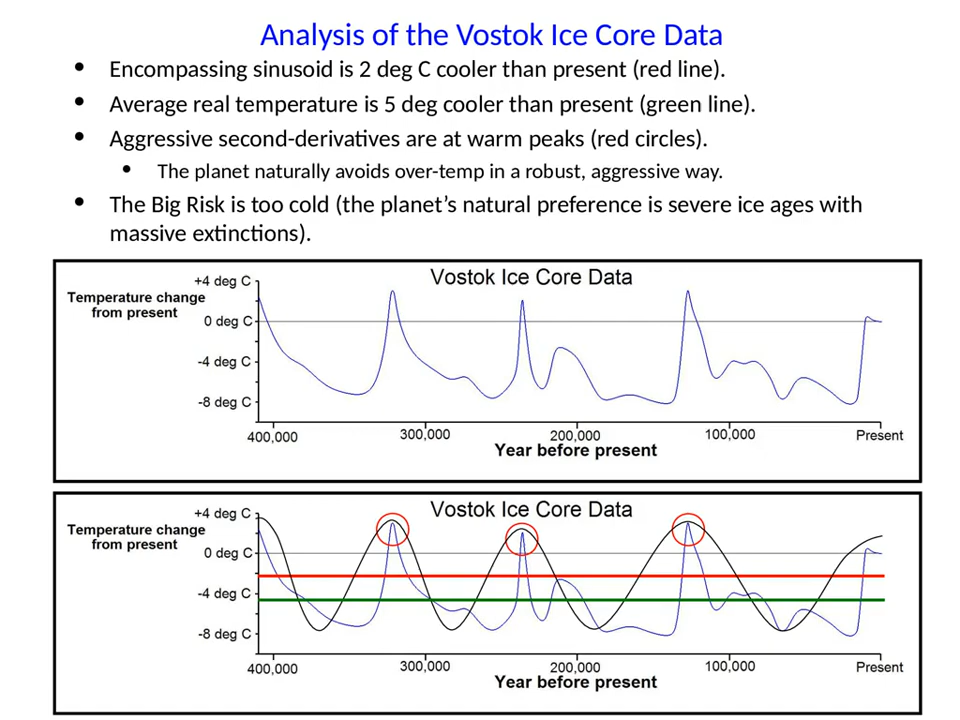 Analysis of the Vostok Ice Core Data
• Encompassing sinusoid is 2 deg C cooler than present (red line).
• Average real temperature is 5 deg cooler than present (green line).
• Aggressive second-derivatives are at warm peaks (red circles).
• The planet naturally avoids over-temp in a robust, aggressive way.
• The Big Risk is too cold (the planet’s natural preference is severe ice ages with
massive extinctions).
Vostok Ice Core Data
+4 deg C
Temperature change
from present
0 deg C
-4 deg C
-8 deg C
400,000 300,000 200,000 100,000 Present
Year before present
Vostok Ice Core Data
+4 deg C
Temperature change
from present
0 deg C
-4 deg C
-8 deg C
400,000 300,000 200,000 100,000 Present
Year before present